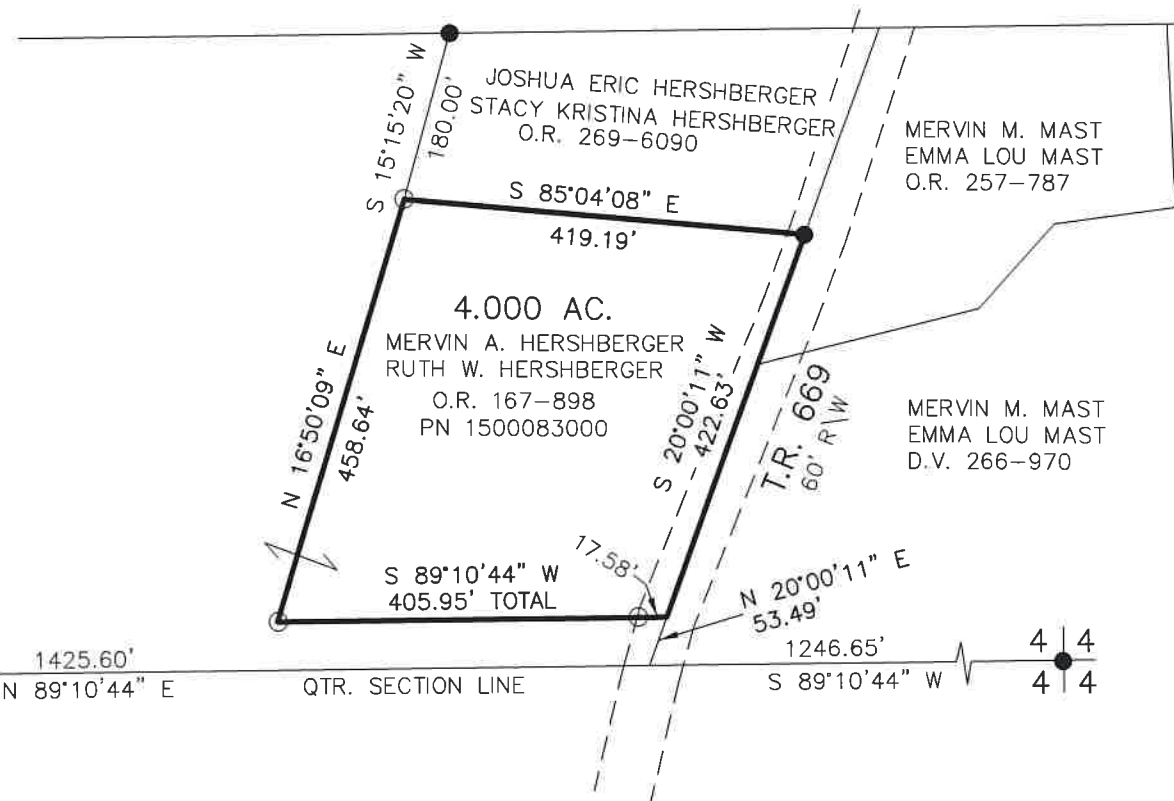 S 15°15'20" W
180.00'
JOSHUA ERIC HERSHBERGER
STACY KRISTINA HERSHBERGER
O.R. 269-6090
MERVIN M. MAST
EMMA LOU MAST
O.R. 257-787
S 85°04'08" E
419.19'
4.000 AC.
MERVIN A. HERSHBERGER
RUTH W. HERSHBERGER
O.R. 167-898
PN 1500083000
N 16°50'09" E
458.64'
S 20°00'11" W
422.63'
T.R. 669
60' R\W
MERVIN M. MAST
EMMA LOU MAST
D.V. 266-970
S 89°10'44" W
405.95' TOTAL
17.58'
N 20°00'11" E
53.49'
1425.60'
N 89°10'44" E
QTR. SECTION LINE
1246.65'
S 89°10'44" W
4 4
4 4